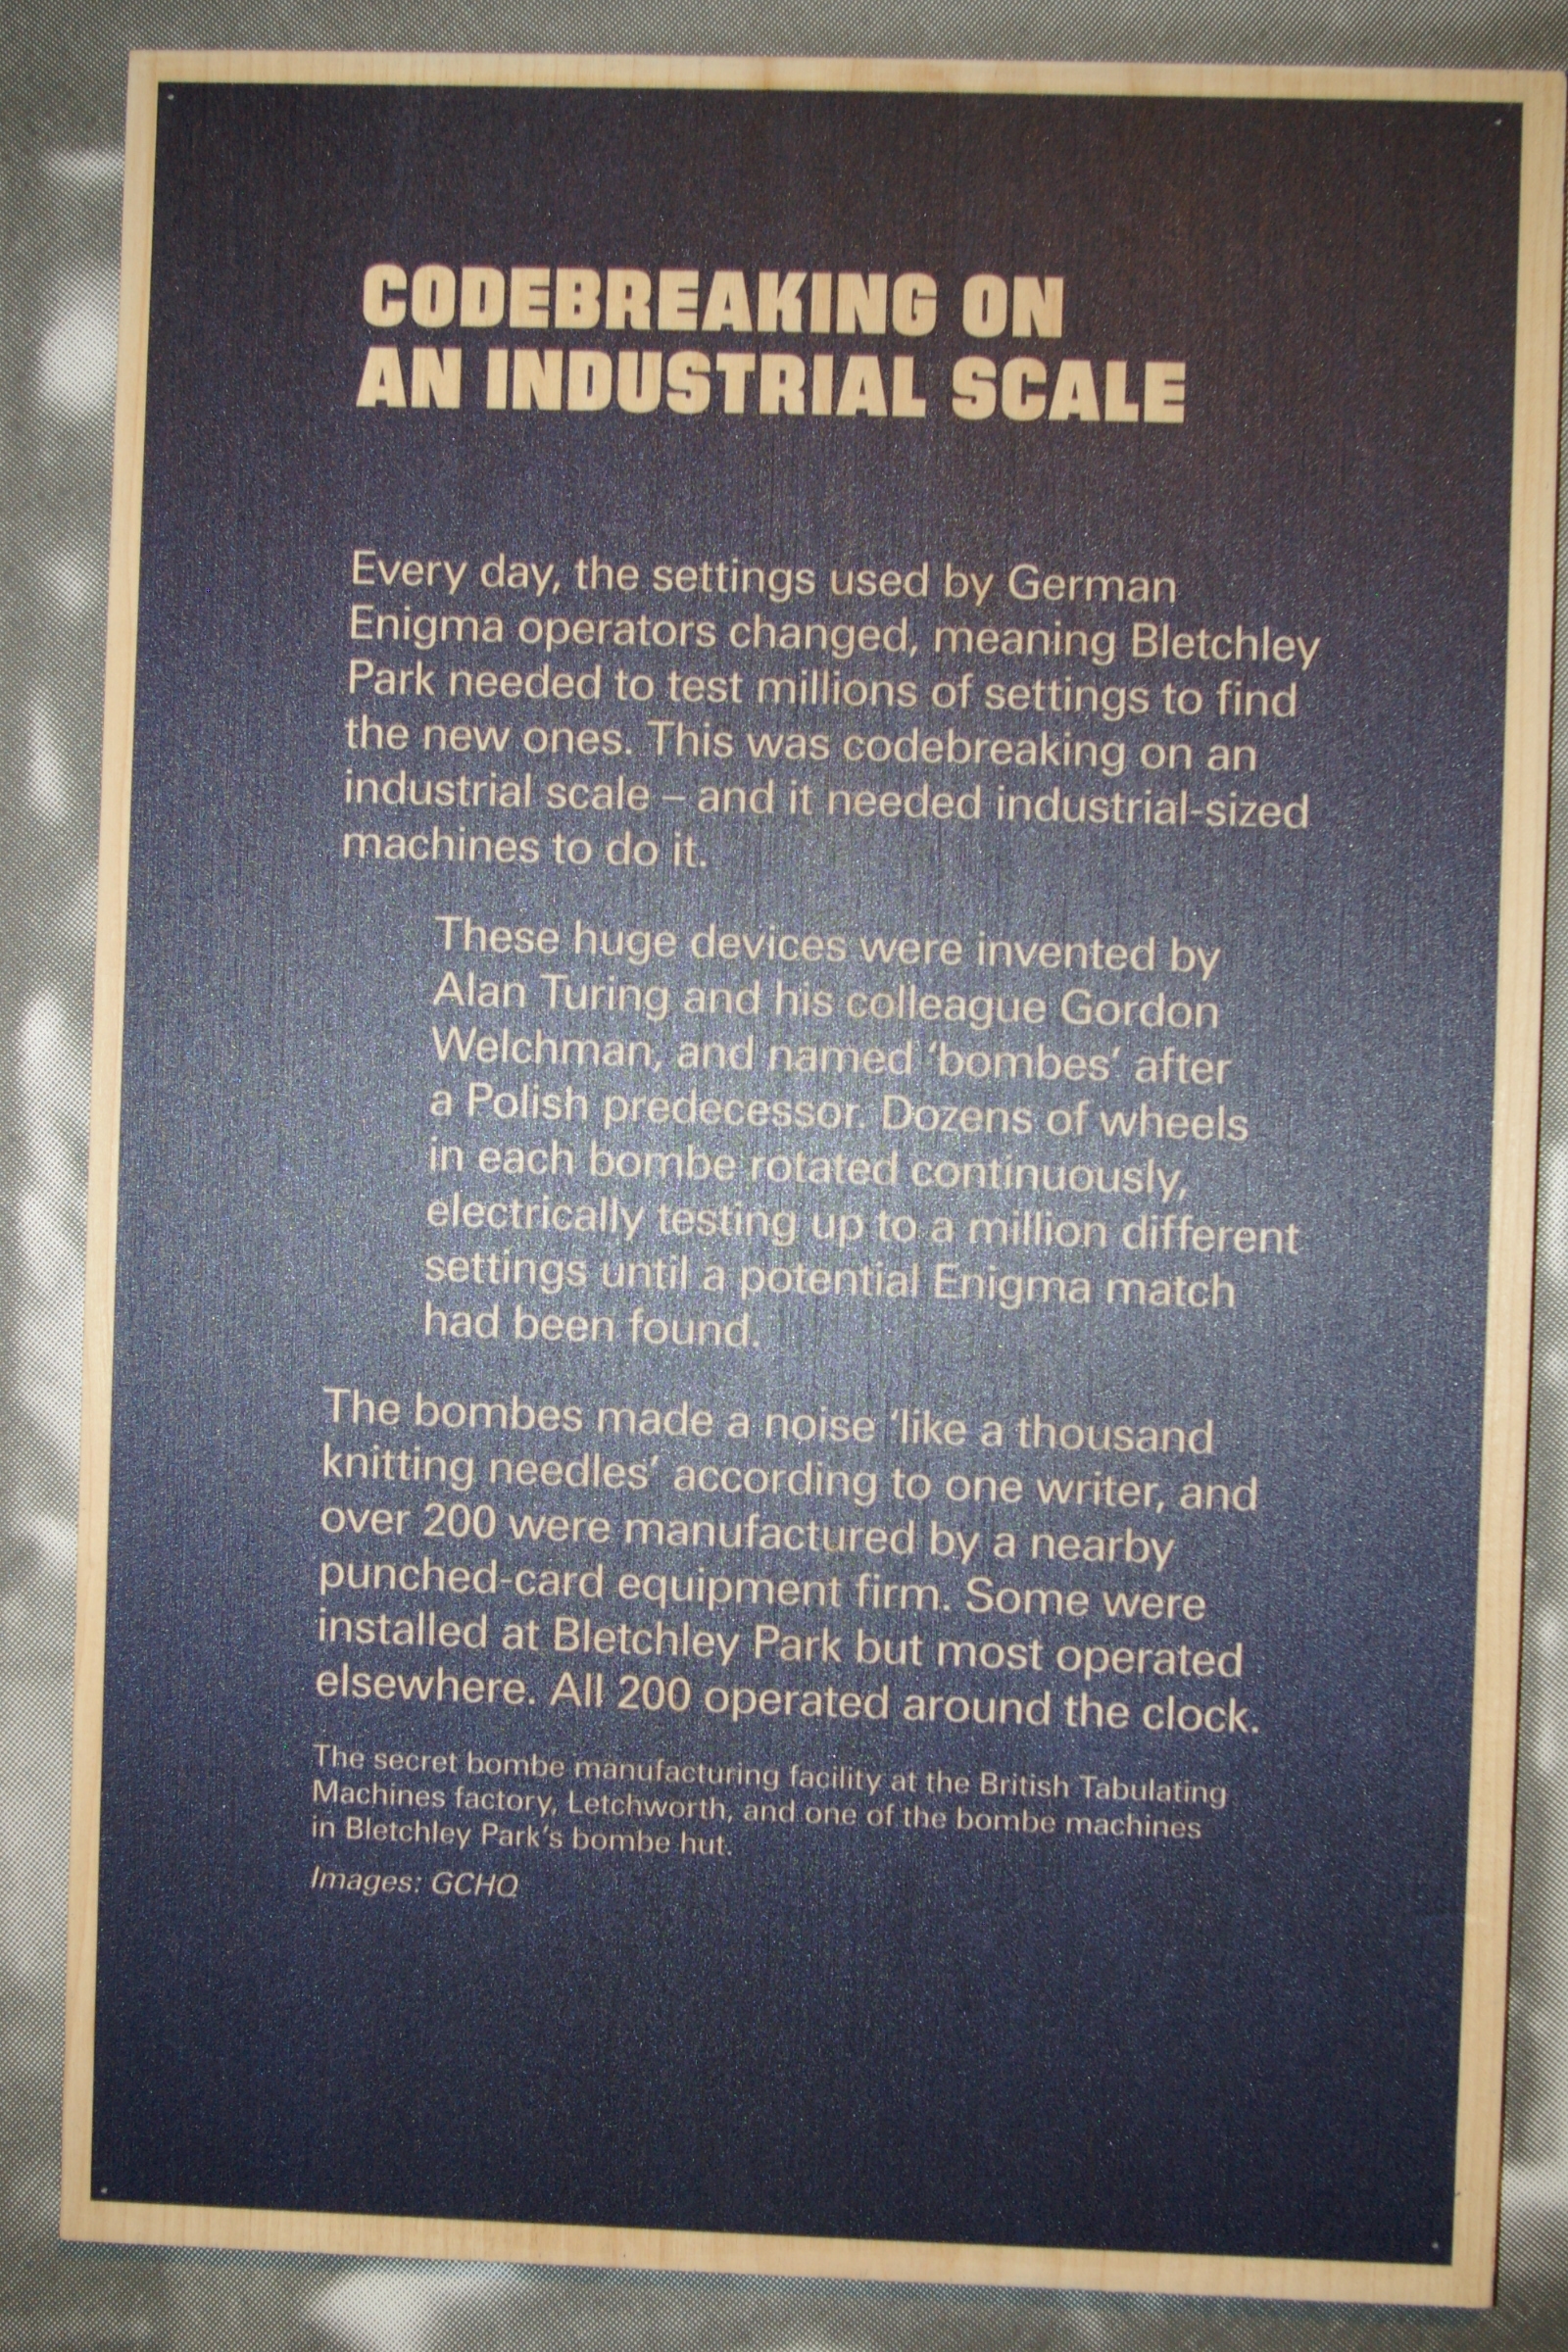 CODEBREAKING ON
AN INDUSTRIAL SCALE
Every day, the settings used by German
Enigma operators changed, meaning Bletchley
Park needed to test millions of settings to find
the new ones. This was codebreaking on an
industrial scale – and it needed industrial-sized
machines to do it.
These huge devices were invented by
Alan Turing and his colleague Gordon
Welchman, and named ‘bombes’ after
a Polish predecessor. Dozens of wheels
in each bombe rotated continuously,
electrically testing up to a million different
settings until a potential Enigma match
had been found.
The bombes made a noise ‘like a thousand
knitting needles’ according to one writer, and
over 200 were manufactured by a nearby
punched-card equipment firm. Some were
installed at Bletchley Park but most operated
elsewhere. All 200 operated around the clock.
The secret bombe manufacturing facility at the British Tabulating
Machines factory, Letchworth, and one of the bombe machines
in Bletchley Park’s bombe hut.
Images: GCHQ